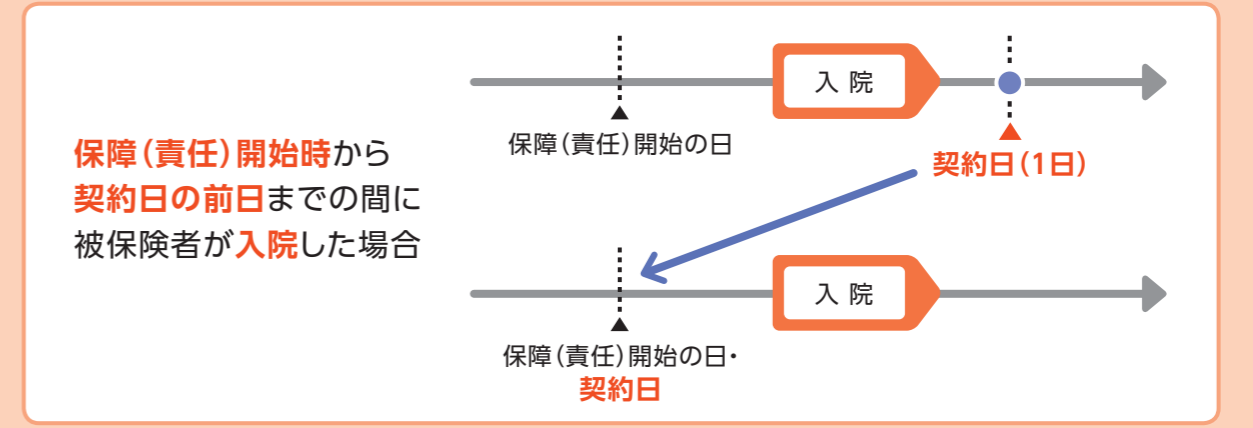 保障(責任)開始時から
契約日の前日までの間に
被保険者が入院した場合
入 院
保障(責任)開始の日
契約日(1日)
入 院
保障(責任)開始の日・
契約日